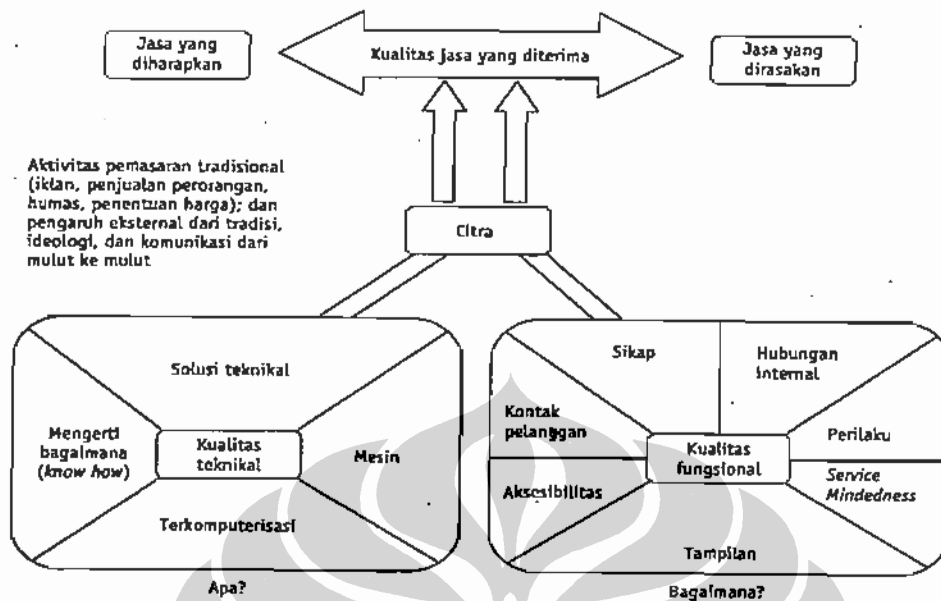 Jasa yang
diharapkan
Kualitas jasa yang diterima
Jasa yang
dirasakan
Aktivitas pemasaran tradisional
(iklan, penjualan perorangan,
humas, penentuan harga); dan
pengaruh eksternal dari tradisi,
ideologi, dan komunikasi dari
mulut ke mulut
Citra
Solusi teknikal
Mengerti
bagaimana
(know how)
Kualitas
teknikal
Mesin
Terkomputerisasi
Apa?
Sikap
Hubungan
internal
Kontak
pelanggan
Kualitas
fungsional
Perilaku
Aksesibilitas
Service
Mindedness
Tampilan
Bagaimana?